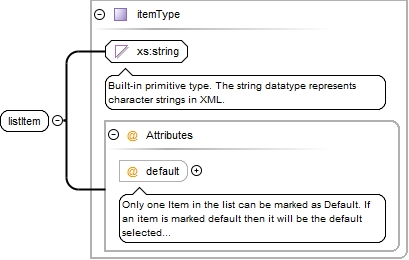 itemType
xs:string
Built-in primitive type. The string datatype represents
character strings in XML.
listItem
@ Attributes
@ default
Only one Item in the list can be marked as Default. If
an item is marked default then it will be the default
selected...